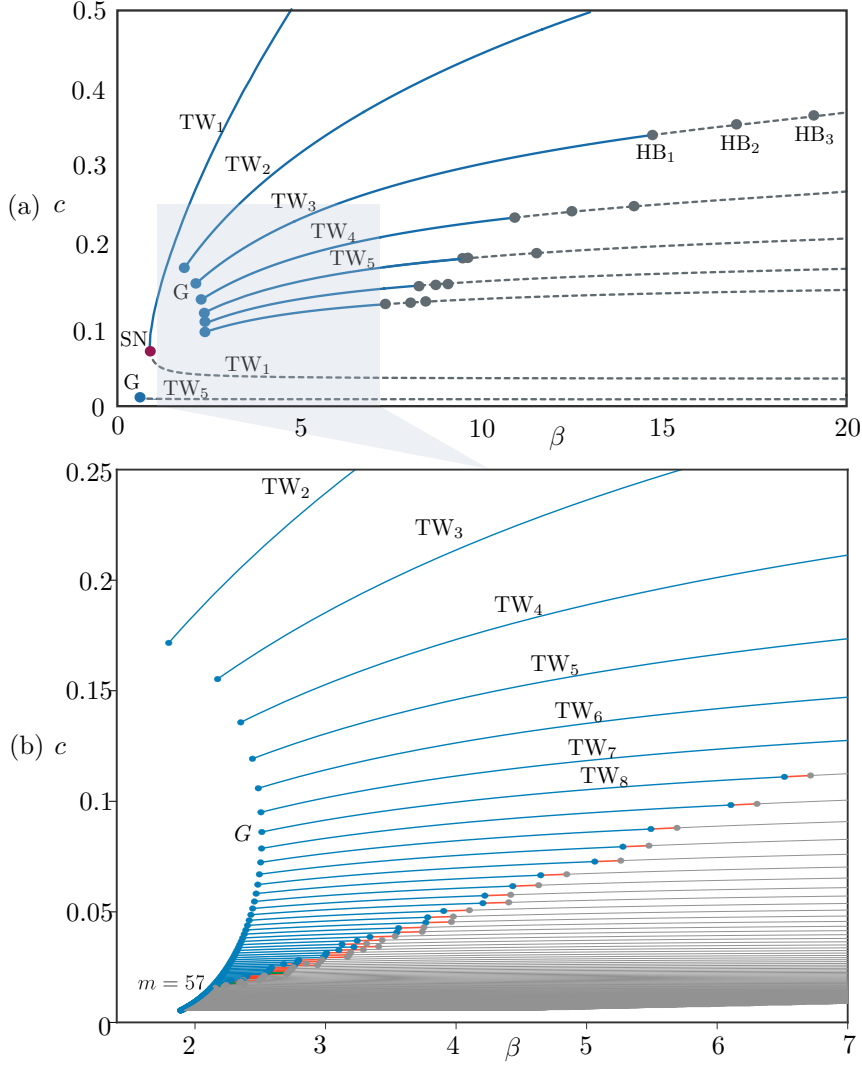 0.5
0.4
0.3
0.2
0.1
0
(a) c
TW₁
TW₂
TW₃
TW₄
TW₅
HB₁
HB₂
HB₃
G
SN
TW₁
G
TW₅
0 5 10 15 20
β
0.25
0.2
0.15
0.1
0.05
0
(b) c
TW₂
TW₃
TW₄
TW₅
TW₆
TW₇
TW₈
G
m = 57
2 3 4 5 6 7
β